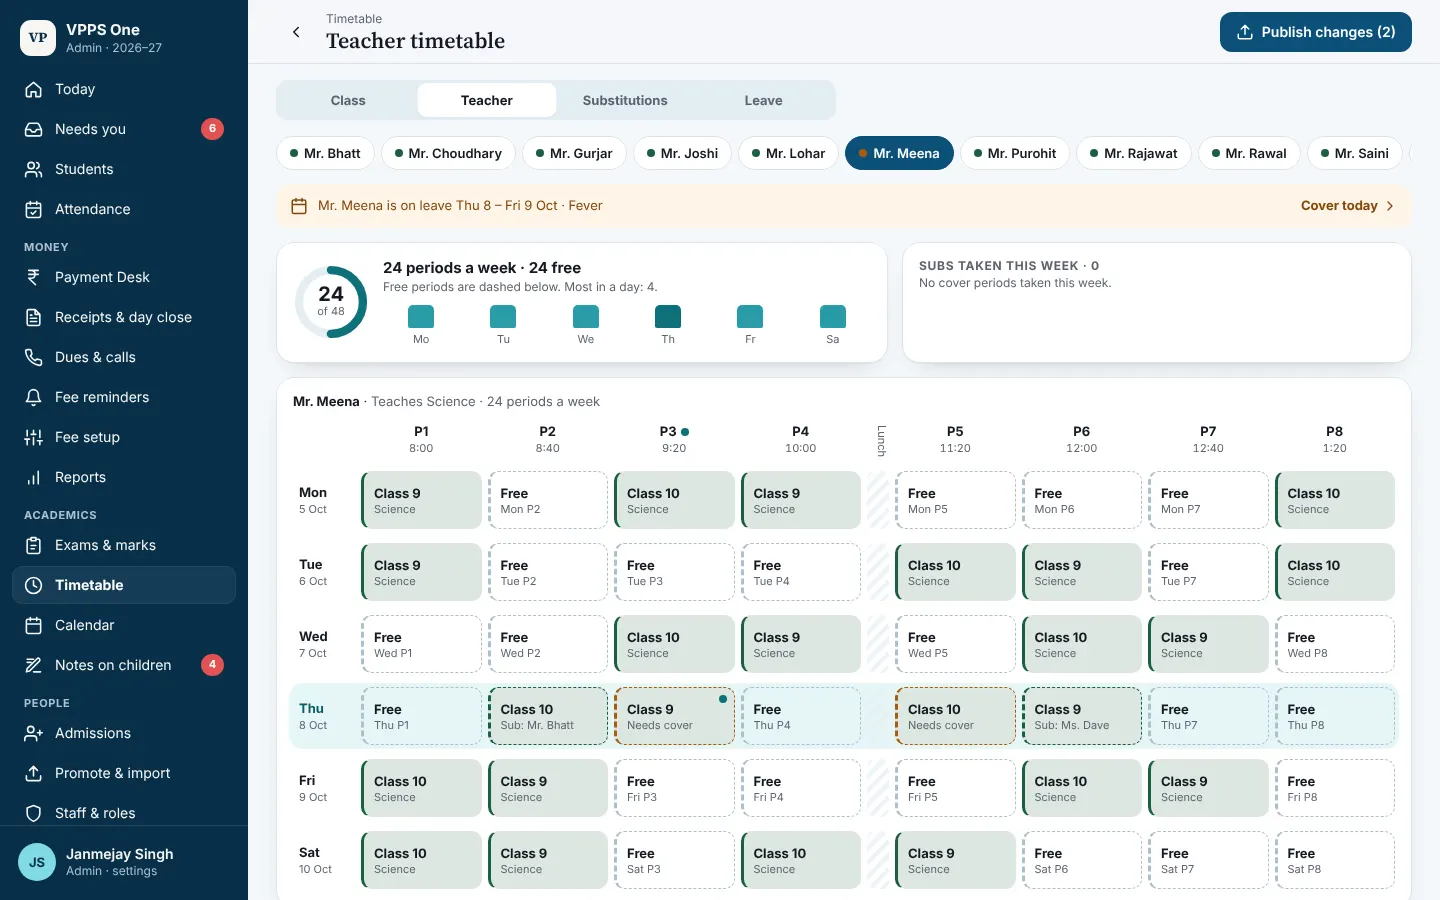 VP
VPPS One
Admin · 2026–27
Today
Needs you 6
Students
Attendance
MONEY
Payment Desk
Receipts & day close
Dues & calls
Fee reminders
Fee setup
Reports
ACADEMICS
Exams & marks
Timetable
Calendar
Notes on children 4
PEOPLE
Admissions
Promote & import
Staff & roles
JS
Janmejay Singh
Admin · settings
Timetable
Teacher timetable
Publish changes (2)
Class Teacher Substitutions Leave
Mr. Bhatt Mr. Choudhary Mr. Gurjar Mr. Joshi Mr. Lohar Mr. Meena Mr. Purohit Mr. Rajawat Mr. Rawal Mr. Saini
Mr. Meena is on leave Thu 8 – Fri 9 Oct · Fever
Cover today
24
of 48
24 periods a week · 24 free
Free periods are dashed below. Most in a day: 4.
Mo Tu We Th Fr Sa
SUBS TAKEN THIS WEEK · 0
No cover periods taken this week.
Mr. Meena · Teaches Science · 24 periods a week
P1 P2 P3 P4 Lunch P5 P6 P7 P8
8:00 8:40 9:20 10:00 11:20 12:00 12:40 1:20
Mon Class 9 Free Class 10 Class 9 Free Free Free Class 10
5 Oct Science Mon P2 Science Science Mon P5 Mon P6 Mon P7 Science
Tue Class 9 Free Free Free Class 10 Class 9 Free Class 10
6 Oct Science Tue P2 Tue P3 Tue P4 Science Science Tue P7 Science
Wed Free Free Class 10 Class 9 Free Class 10 Class 9 Free
7 Oct Wed P1 Wed P2 Science Science Wed P5 Science Science Wed P8
Thu Free Class 10 Class 9 Free Class 10 Class 9 Free Free
8 Oct Thu P1 Sub: Mr. Bhatt Needs cover Thu P4 Needs cover Sub: Ms. Dave Thu P7 Thu P8
Fri Class 10 Class 9 Free Free Free Class 10 Class 9 Free
9 Oct Science Science Fri P3 Fri P4 Fri P5 Science Science Fri P8
Sat Class 10 Class 9 Free Class 10 Class 9 Free Free Free
10 Oct Science Science Sat P3 Science Science Sat P6 Sat P7 Sat P8